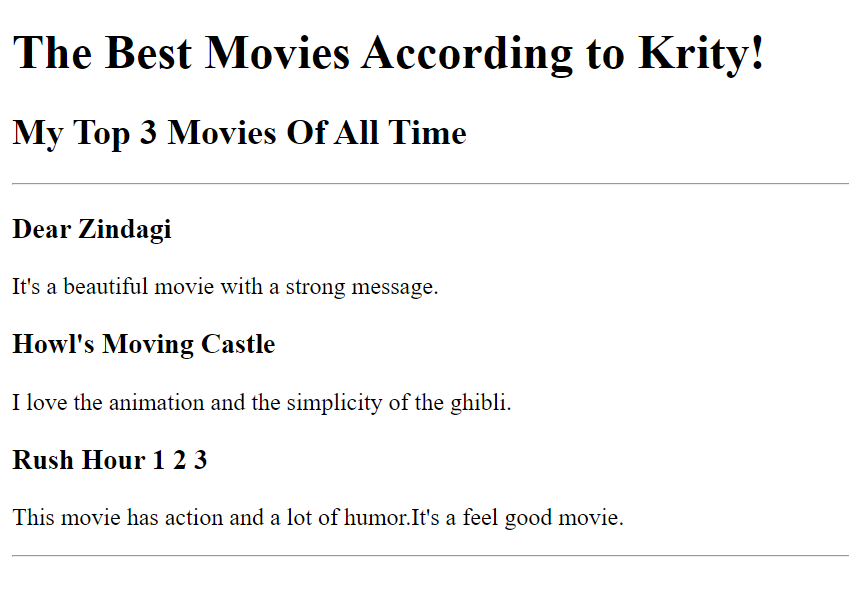 The Best Movies According to Krity!
My Top 3 Movies Of All Time
Dear Zindagi
It's a beautiful movie with a strong message.
Howl's Moving Castle
I love the animation and the simplicity of the ghibli.
Rush Hour 1 2 3
This movie has action and a lot of humor.It's a feel good movie.